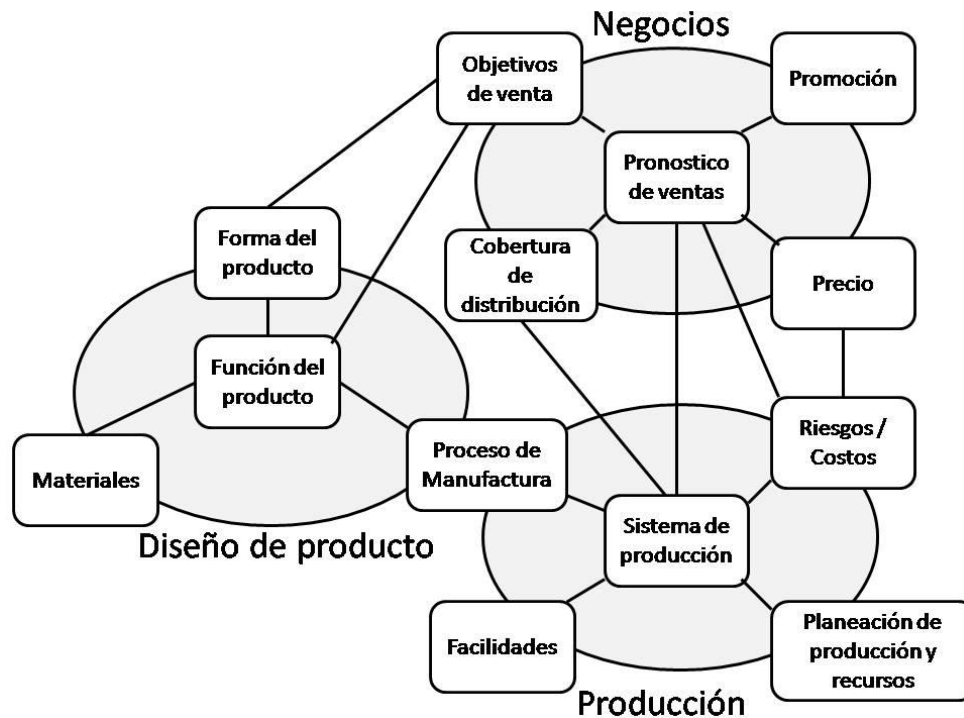 Negocios
Objetivos
de venta
Promoción
Pronostico
de ventas
Forma del
producto
Cobertura
de
distribución
Precio
Función del
producto
Materiales
Proceso de
Manufactura
Riesgos /
Costos
Diseño de producto
Sistema de
producción
Facilidades
Planeación de
producción y
recursos
Producción